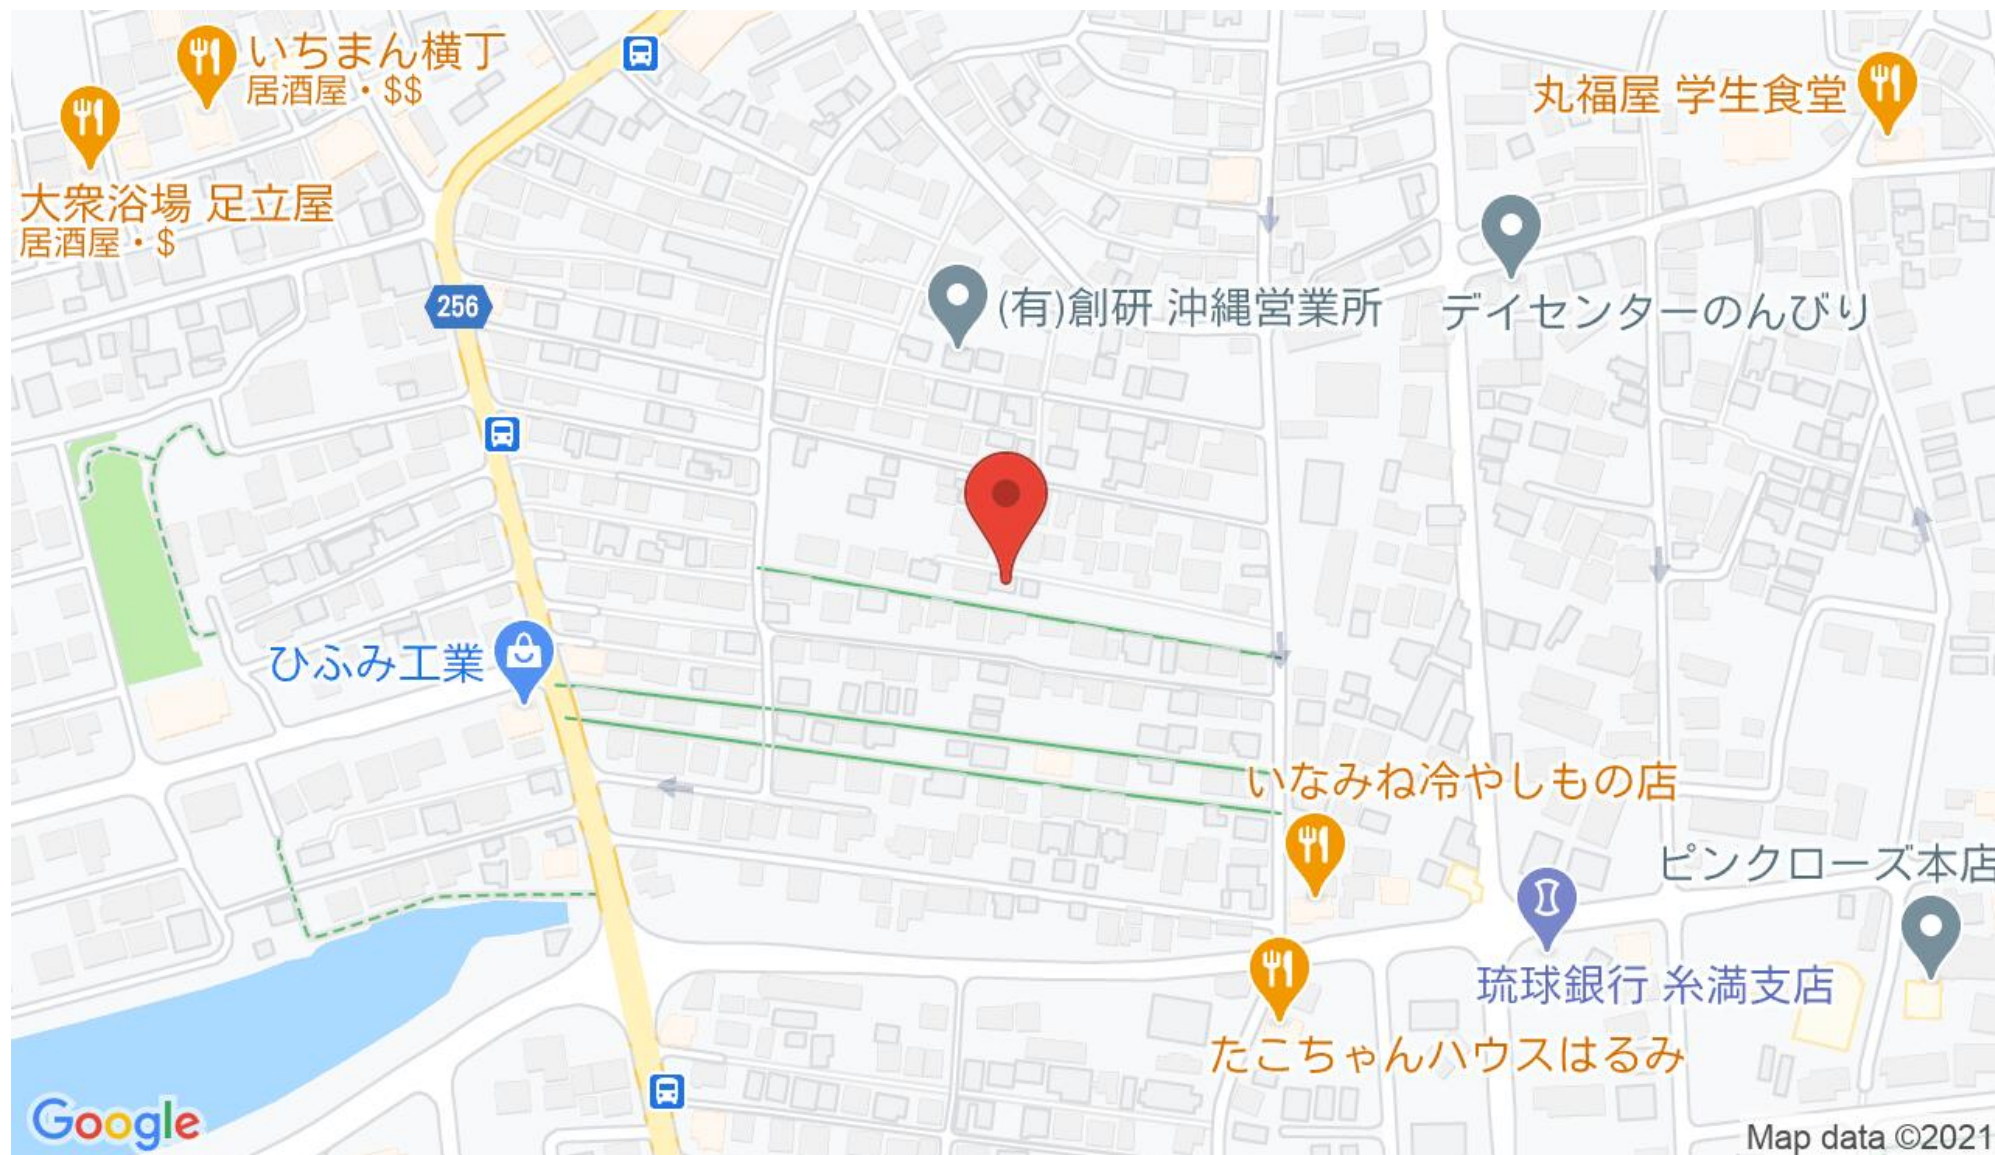 いちまん横丁
居酒屋・$$
大衆浴場 足立屋
居酒屋・$
丸福屋 学生食堂
256
(有)創研 沖縄営業所
デイセンターのんびり
ひふみ工業
いなみね冷やしもの店
ピンクローズ本店
琉球銀行 糸満支店
たこちゃんハウスはるみ
Google
Map data ©2021